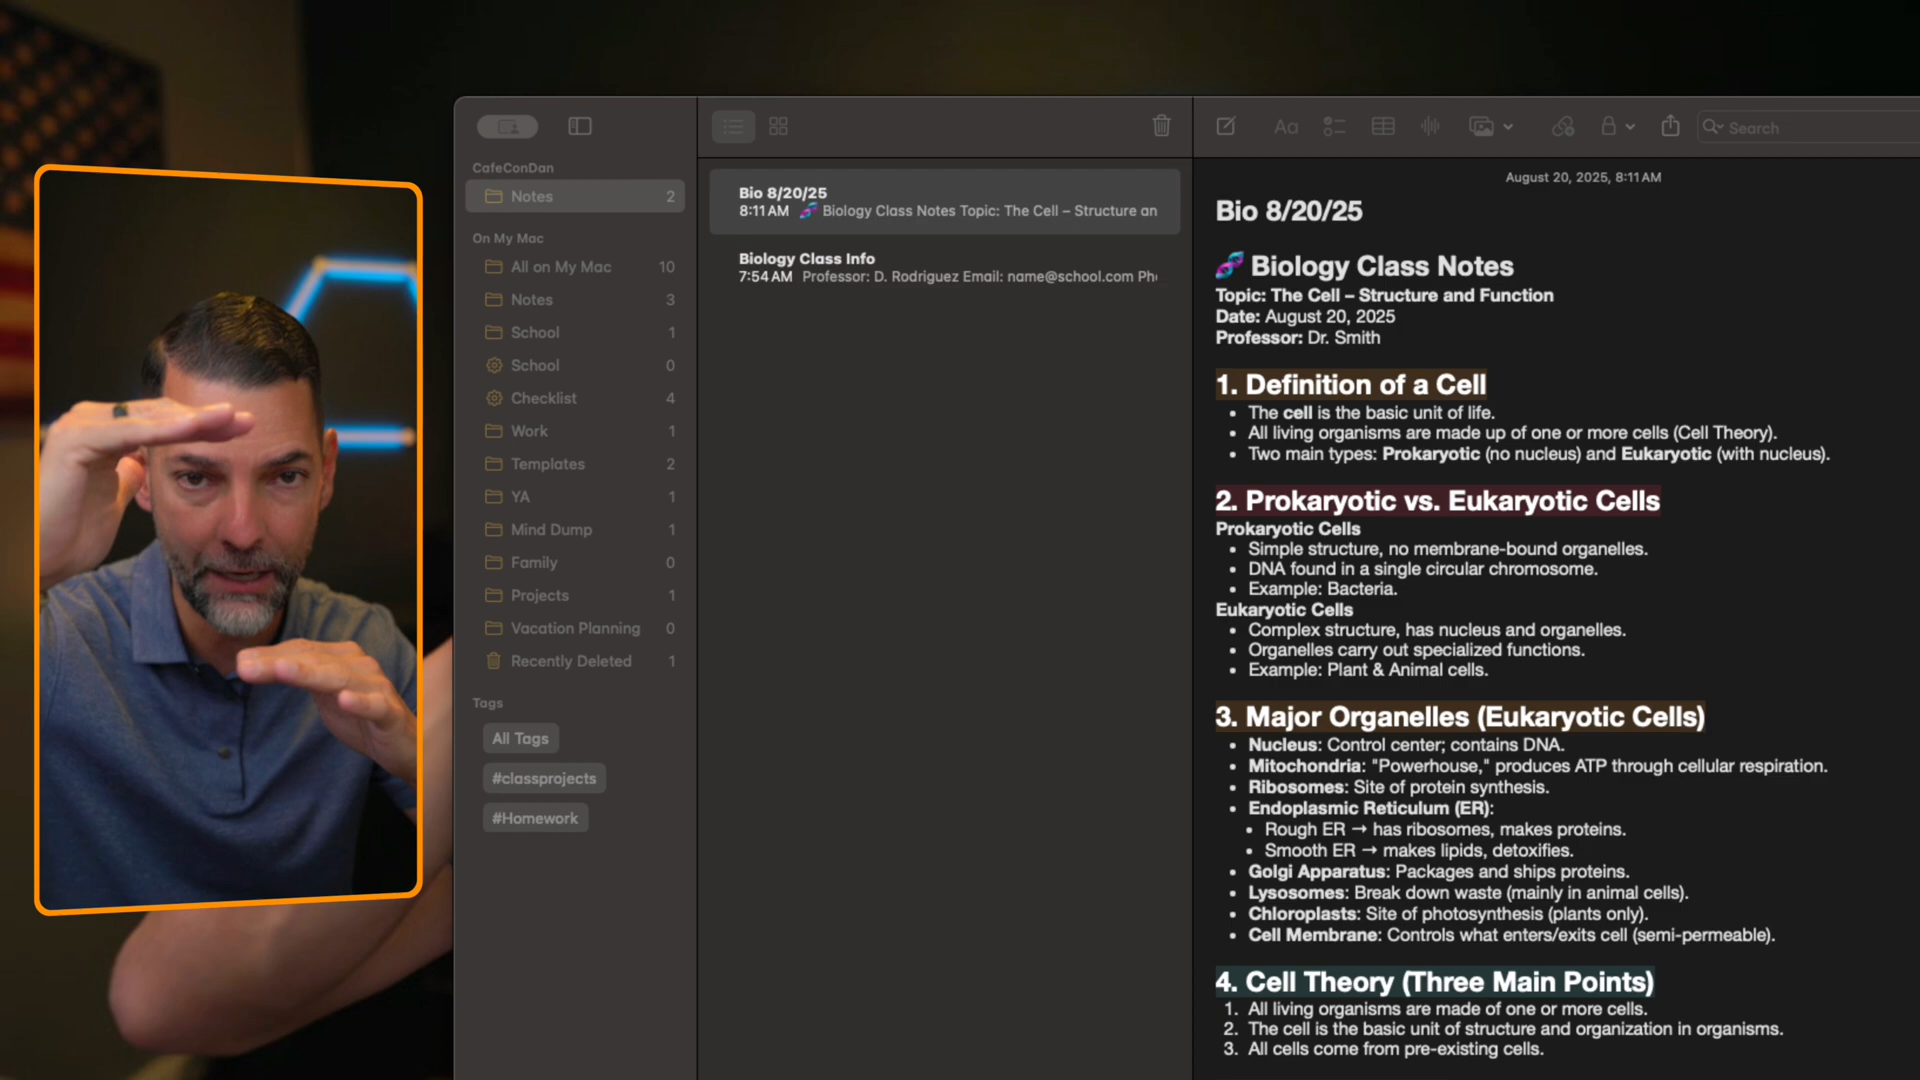 CafeConDan
Notes 2
On My Mac
All on My Mac 10
Notes 3
School 1
School 0
Checklist 4
Work 1
Templates 2
YA 1
Mind Dump 1
Family 0
Projects 1
Vacation Planning 0
Recently Deleted 1
Tags
All Tags
#classprojects
#Homework
Bio 8/20/25
8:11 AM 🧬 Biology Class Notes Topic: The Cell – Structure an
Biology Class Info
7:54 AM Professor: D. Rodriguez Email: name@school.com Ph
Aa
Search
August 20, 2025, 8:11 AM
Bio 8/20/25
🧬 Biology Class Notes
Topic: The Cell – Structure and Function
Date: August 20, 2025
Professor: Dr. Smith
1. Definition of a Cell
• The cell is the basic unit of life.
• All living organisms are made up of one or more cells (Cell Theory).
• Two main types: Prokaryotic (no nucleus) and Eukaryotic (with nucleus).
2. Prokaryotic vs. Eukaryotic Cells
Prokaryotic Cells
• Simple structure, no membrane-bound organelles.
• DNA found in a single circular chromosome.
• Example: Bacteria.
Eukaryotic Cells
• Complex structure, has nucleus and organelles.
• Organelles carry out specialized functions.
• Example: Plant & Animal cells.
3. Major Organelles (Eukaryotic Cells)
• Nucleus: Control center; contains DNA.
• Mitochondria: "Powerhouse," produces ATP through cellular respiration.
• Ribosomes: Site of protein synthesis.
• Endoplasmic Reticulum (ER):
• Rough ER → has ribosomes, makes proteins.
• Smooth ER → makes lipids, detoxifies.
• Golgi Apparatus: Packages and ships proteins.
• Lysosomes: Break down waste (mainly in animal cells).
• Chloroplasts: Site of photosynthesis (plants only).
• Cell Membrane: Controls what enters/exits cell (semi-permeable).
4. Cell Theory (Three Main Points)
1. All living organisms are made of one or more cells.
2. The cell is the basic unit of structure and organization in organisms.
3. All cells come from pre-existing cells.